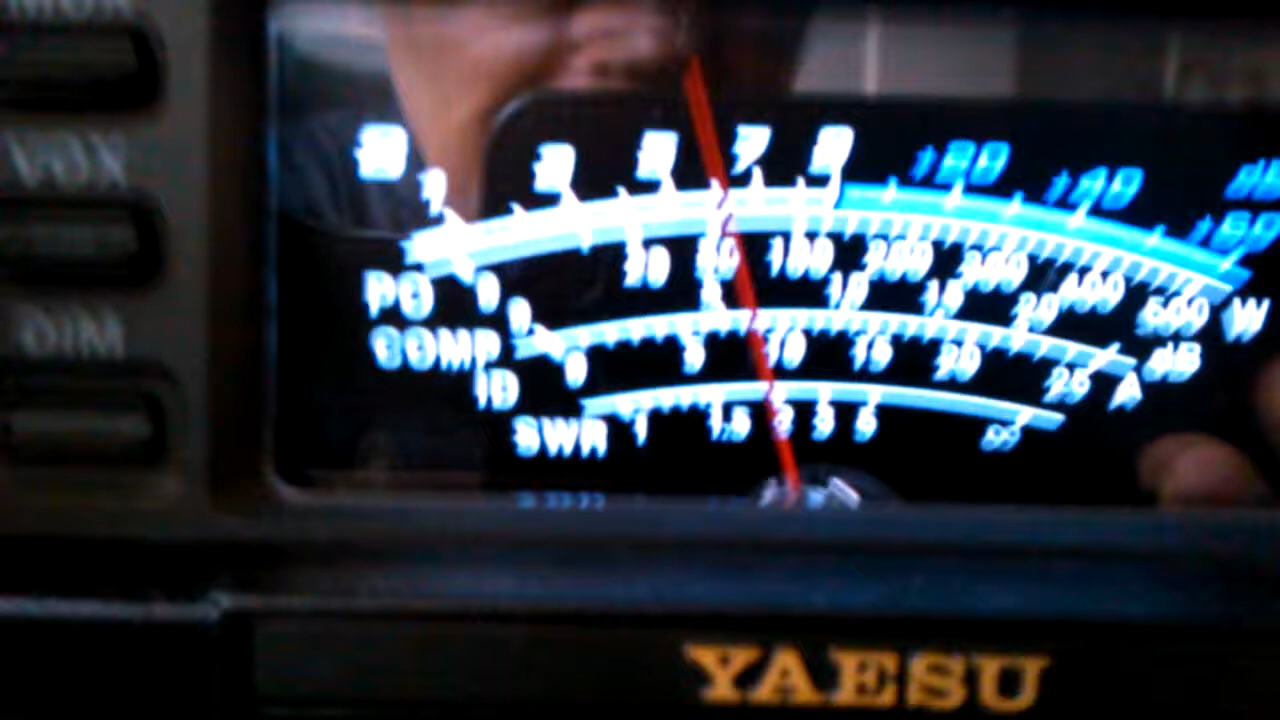 MOX
VOX
DIM
S 1 3 5 7 9 +20 +40 +60 dB
PO 0 20 50 100 200 300 400 500 W
COMP 0 5 10 15 20 dB
ID 0 5 10 15 20 25 A
SWR 1 1.5 2 3 5 ∞
YAESU